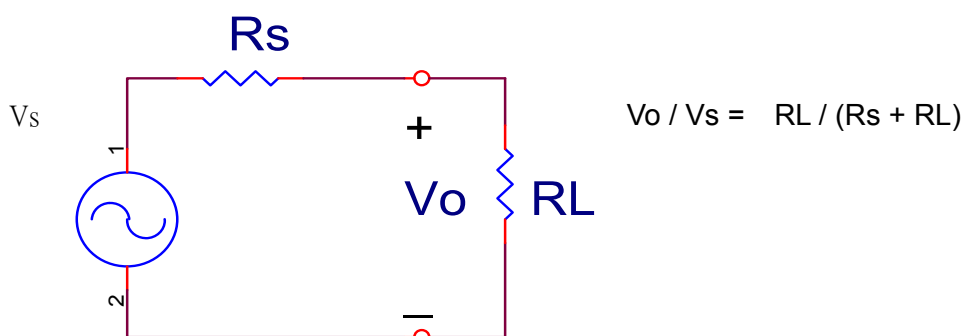 Rs
Vs
Vo / Vs = RL / (Rs + RL)
+
1
Vo
RL
2
−